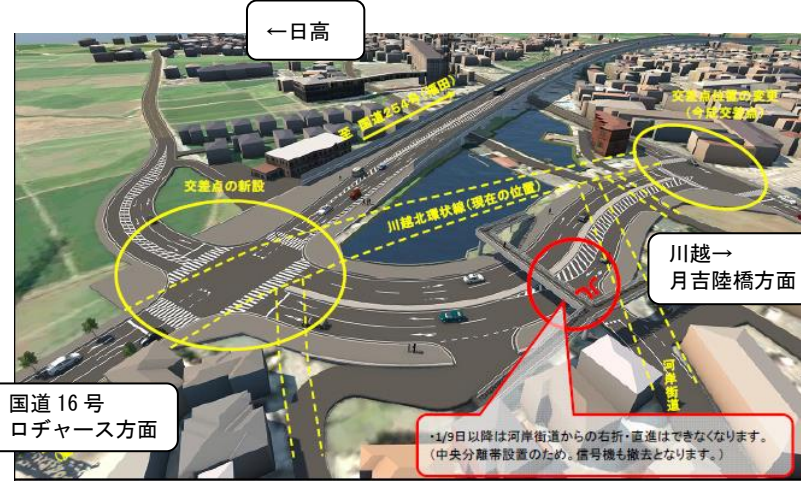 ←日高
至 国道254号(福田)
交差点位置の変更
(今成交差点)
交差点の新設
川越北環状線(現在の位置)
川越→
月吉陸橋方面
河岸街道
国道 16 号
ロヂャース方面
・1/9日以降は河岸街道からの右折・直進はできなくなります。
(中央分離帯設置のため。信号機も撤去となります。)